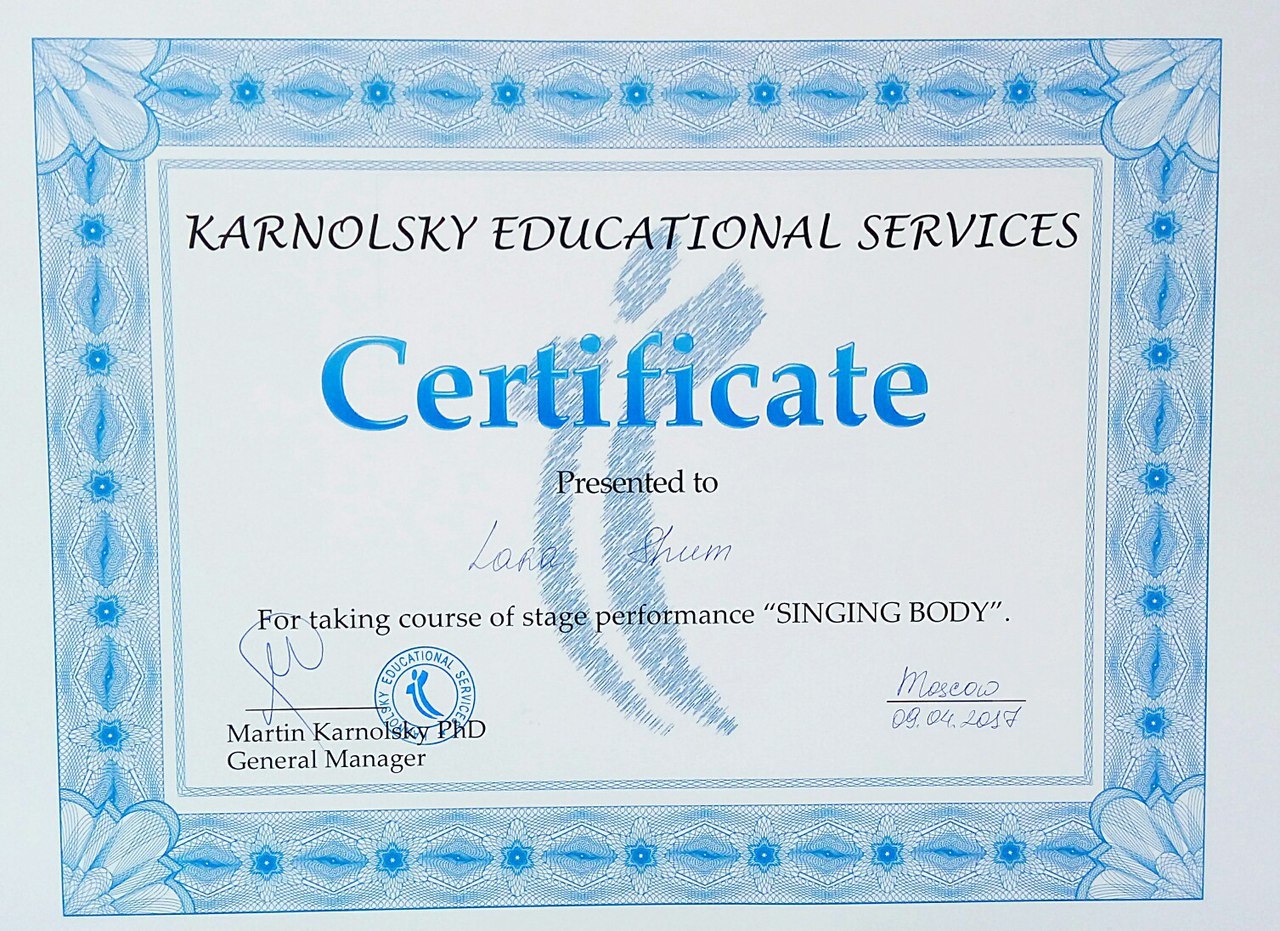 KARNOLSKY EDUCATIONAL SERVICES
Certificate
Presented to
Lara Shum
For taking course of stage performance “SINGING BODY”.
KARNOLSKY EDUCATIONAL SERVICES
Martin Karnolsky PhD
General Manager
Moscow
09.04.2017